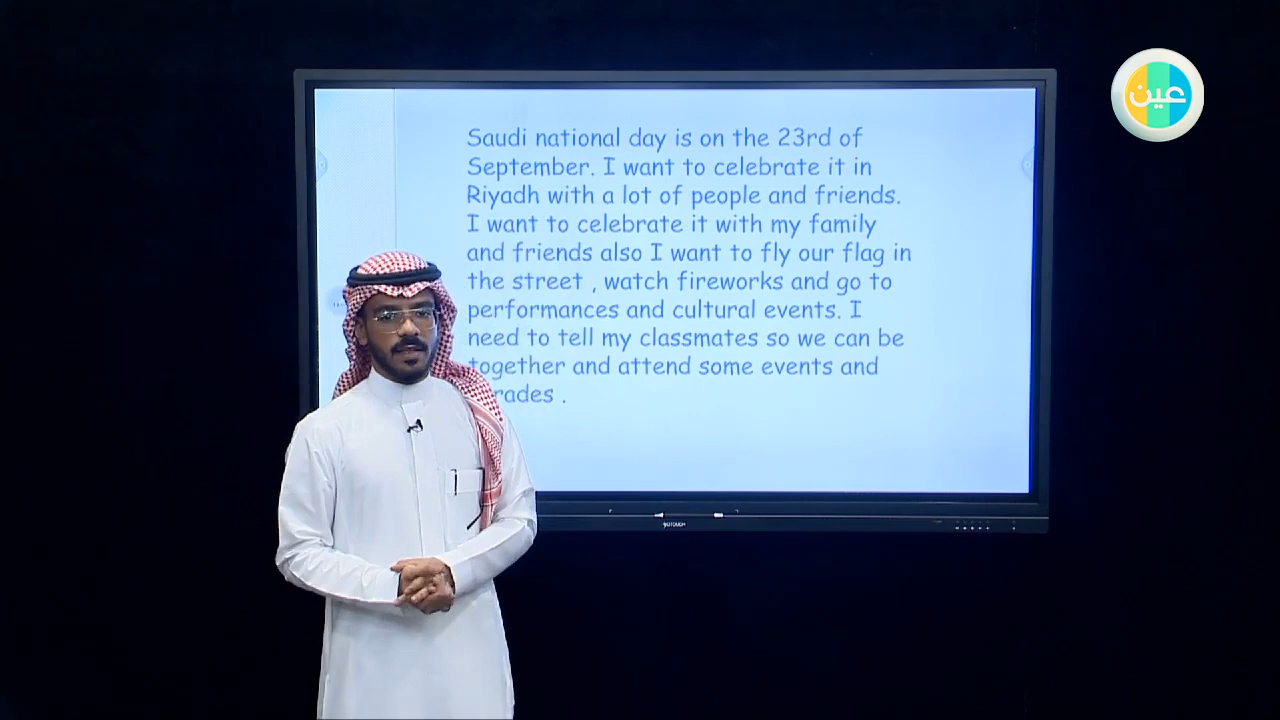 Saudi national day is on the 23rd of
September. I want to celebrate it in
Riyadh with a lot of people and friends.
I want to celebrate it with my family
and friends also I want to fly our flag in
the street , watch fireworks and go to
performances and cultural events. I
need to tell my classmates so we can be
together and attend some events and
rades .
عين